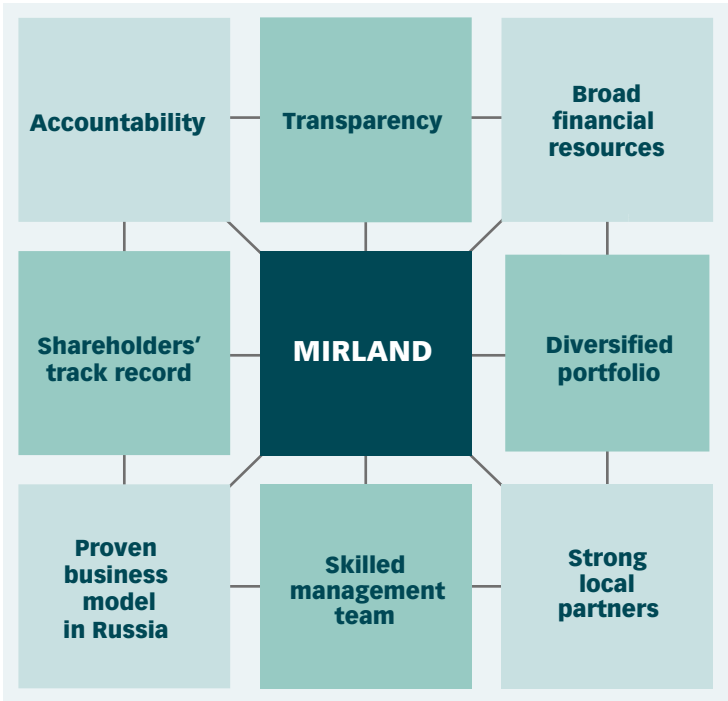 Accountability
Transparency
Broad
financial
resources
Shareholders’
track record
MIRLAND
Diversified
portfolio
Proven
business
model
in Russia
Skilled
management
team
Strong
local
partners